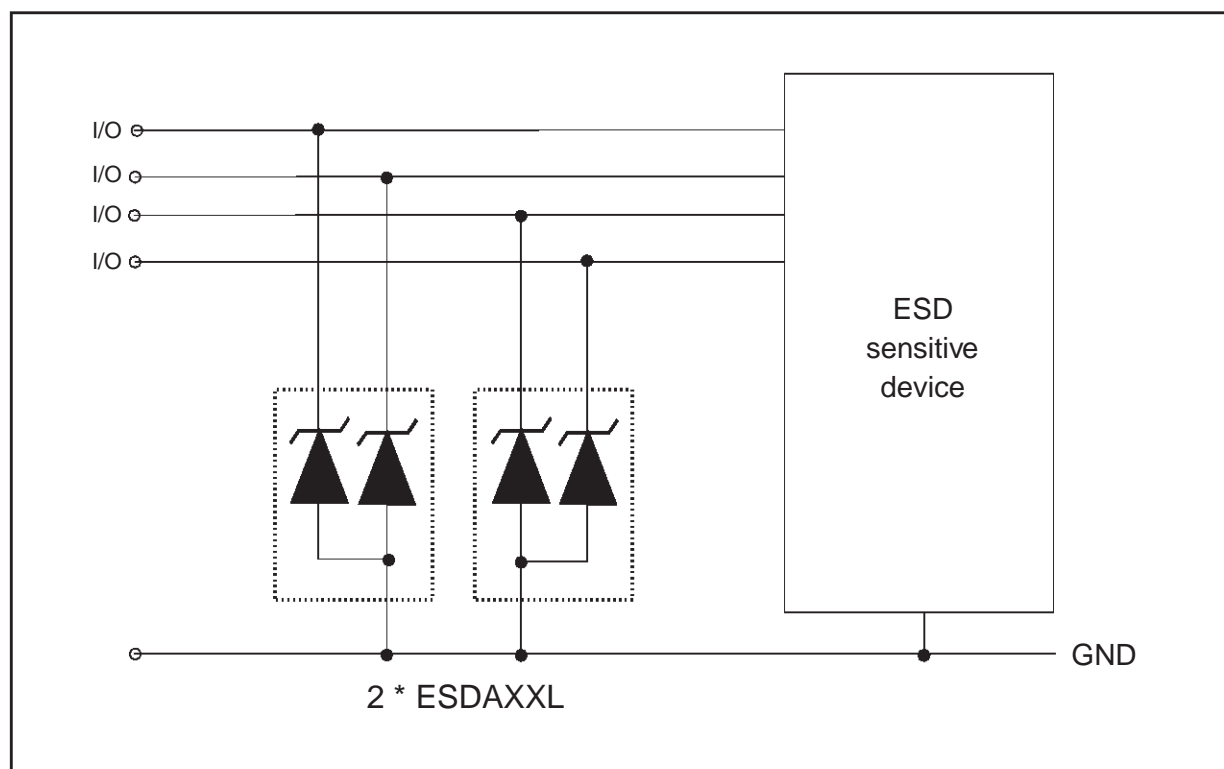 I/O
I/O
I/O
I/O
ESD
sensitive
device
GND
2 * ESDAXXL